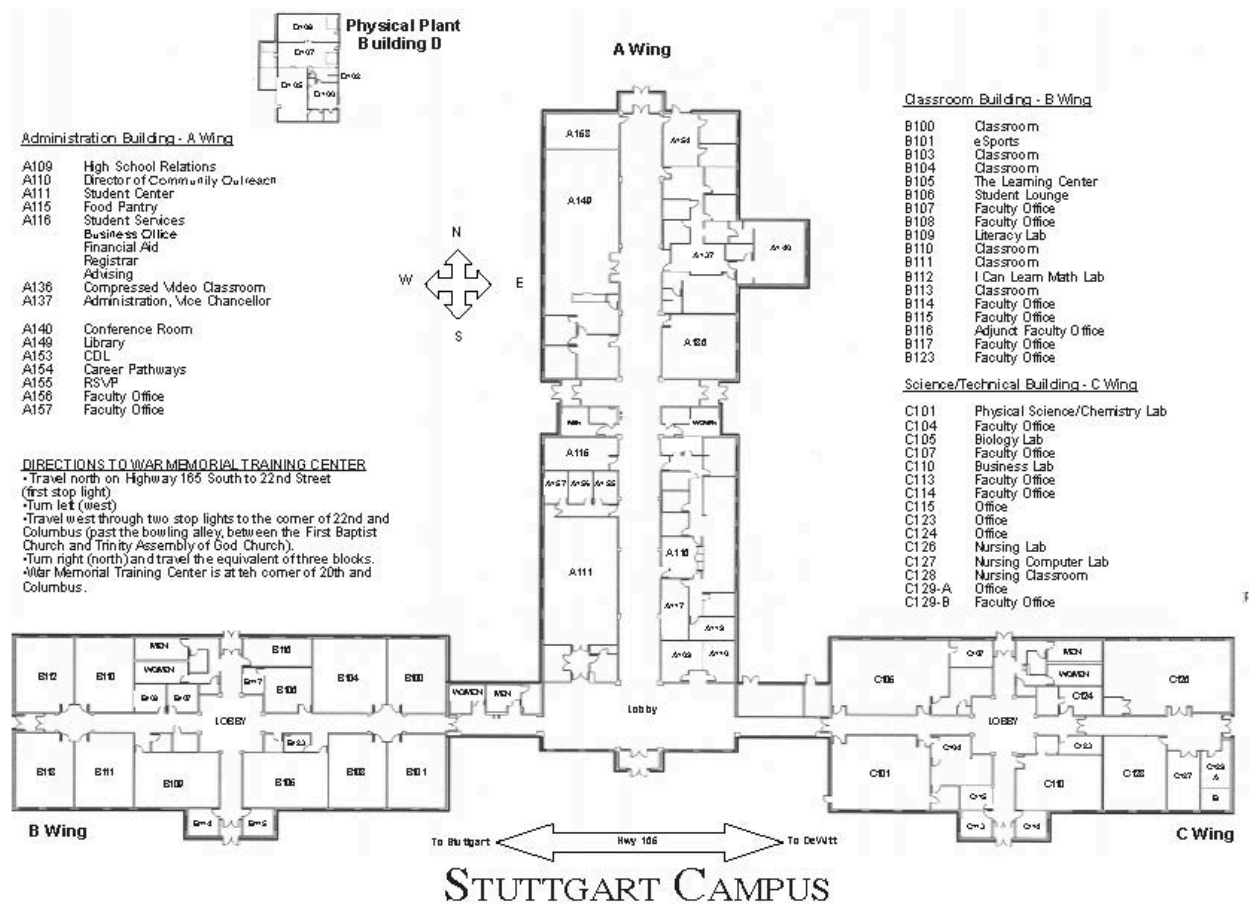 Physical Plant
Building D
A Wing
Administration Building - A Wing
A109 High School Relations
A110 Director of Community Outreach
A111 Student Center
A115 Food Pantry
A116 Student Services
Business Office
Financial Aid
Registrar
Advising
A136 Compressed Video Classroom
A137 Administration, Vice Chancellor
A140 Conference Room
A149 Library
A153 CDL
A154 Career Pathways
A155 RSVP
A156 Faculty Office
A157 Faculty Office
DIRECTIONS TO WAR MEMORIAL TRAINING CENTER
•Travel north on Highway 165 South to 22nd Street
(first stop light)
•Turn left (west)
•Travel west through two stop lights to the corner of 22nd and
Columbus (past the bowling alley, between the First Baptist
Church and Trinity Assembly of God Church).
•Turn right (north) and travel the equivalent of three blocks.
•War Memorial Training Center is at teh corner of 20th and
Columbus.
N
W
E
S
A149
A137
MEN
WOMEN
A111
Lobby
WOMEN
MEN
Classroom Building - B Wing
B100 Classroom
B101 eSports
B103 Classroom
B104 Classroom
B105 The Learning Center
B106 Student Lounge
B107 Faculty Office
B108 Faculty Office
B109 Literacy Lab
B110 Classroom
B111 Classroom
B112 I Can Learn Math Lab
B113 Classroom
B114 Faculty Office
B115 Faculty Office
B116 Adjunct Faculty Office
B117 Faculty Office
B123 Faculty Office
Science/Technical Building - C Wing
C101 Physical Science/Chemistry Lab
C104 Faculty Office
C105 Biology Lab
C107 Faculty Office
C110 Business Lab
C113 Faculty Office
C114 Faculty Office
C115 Office
C123 Office
C124 Office
C126 Nursing Lab
C127 Nursing Computer Lab
C128 Nursing Classroom
C129-A Office
C129-B Faculty Office
MEN
WOMEN
B112
B110
B104
B100
LOBBY
B111
B109
B101
B Wing
MEN
WOMEN
C124
LOBBY
C101
C110
C128
C127
C Wing
To Stuttgart
To DeWitt
STUTTGART CAMPUS